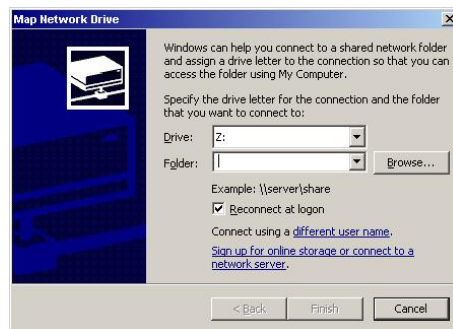 Map Network Drive
Windows can help you connect to a shared network folder
and assign a drive letter to the connection so that you can
access the folder using My Computer.
Specify the drive letter for the connection and the folder
that you want to connect to:
Drive: Z:
Folder: Browse...
Example: \\server\share
Reconnect at logon
Connect using a different user name.
Sign up for online storage or connect to a
network server.
< Back Finish Cancel